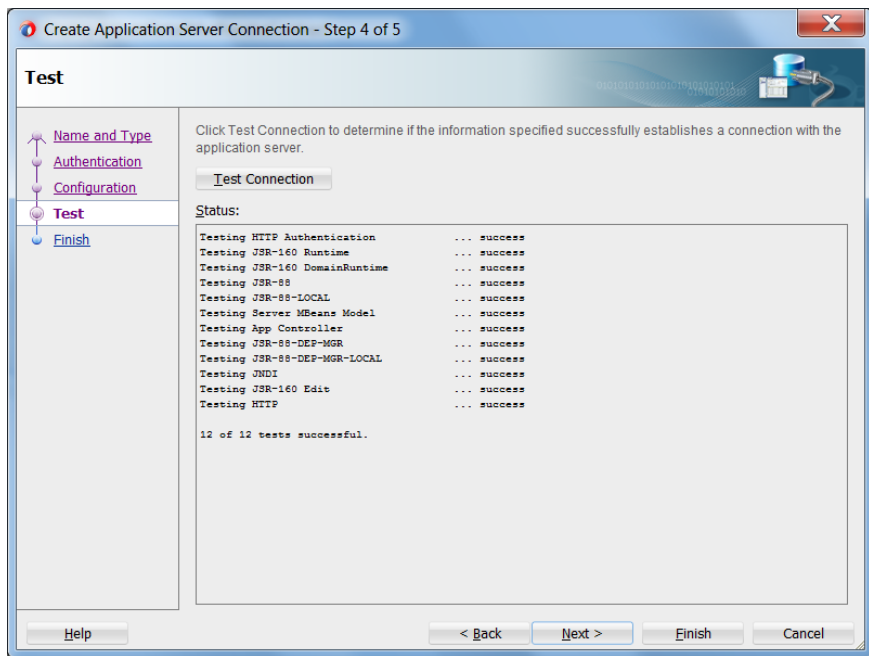 Create Application Server Connection - Step 4 of 5
Test
Name and Type
Authentication
Configuration
Test
Finish
Click Test Connection to determine if the information specified successfully establishes a connection with the
application server.
Test Connection
Status:
Testing HTTP Authentication ... success
Testing JSR-160 Runtime ... success
Testing JSR-160 DomainRuntime ... success
Testing JSR-88 ... success
Testing JSR-88-LOCAL ... success
Testing Server MBeans Model ... success
Testing App Controller ... success
Testing JSR-88-DEP-MGR ... success
Testing JSR-88-DEP-MGR-LOCAL ... success
Testing JNDI ... success
Testing JSR-160 Edit ... success
Testing HTTP ... success
12 of 12 tests successful.
Help
< Back
Next >
Finish
Cancel